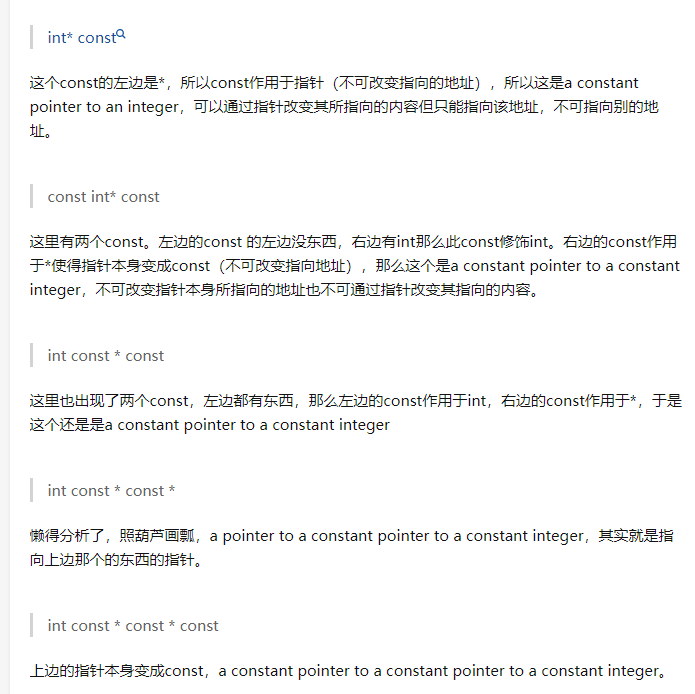 int* const
这个const的左边是*，所以const作用于指针（不可改变指向的地址），所以这是a constant
pointer to an integer，可以通过指针改变其所指向的内容但只能指向该地址，不可指向别的地
址。
const int* const
这里有两个const。左边的const 的左边没东西，右边有int那么此const修饰int。右边的const作用
于*使得指针本身变成const（不可改变指向地址），那么这个是a constant pointer to a constant
integer，不可改变指针本身所指向的地址也不可通过指针改变其指向的内容。
int const * const
这里也出现了两个const，左边都有东西，那么左边的const作用于int，右边的const作用于*，于是
这个还是是a constant pointer to a constant integer
int const * const *
懒得分析了，照葫芦画瓢，a pointer to a constant pointer to a constant integer，其实就是指
向上边那个的东西的指针。
int const * const * const
上边的指针本身变成const，a constant pointer to a constant pointer to a constant integer。